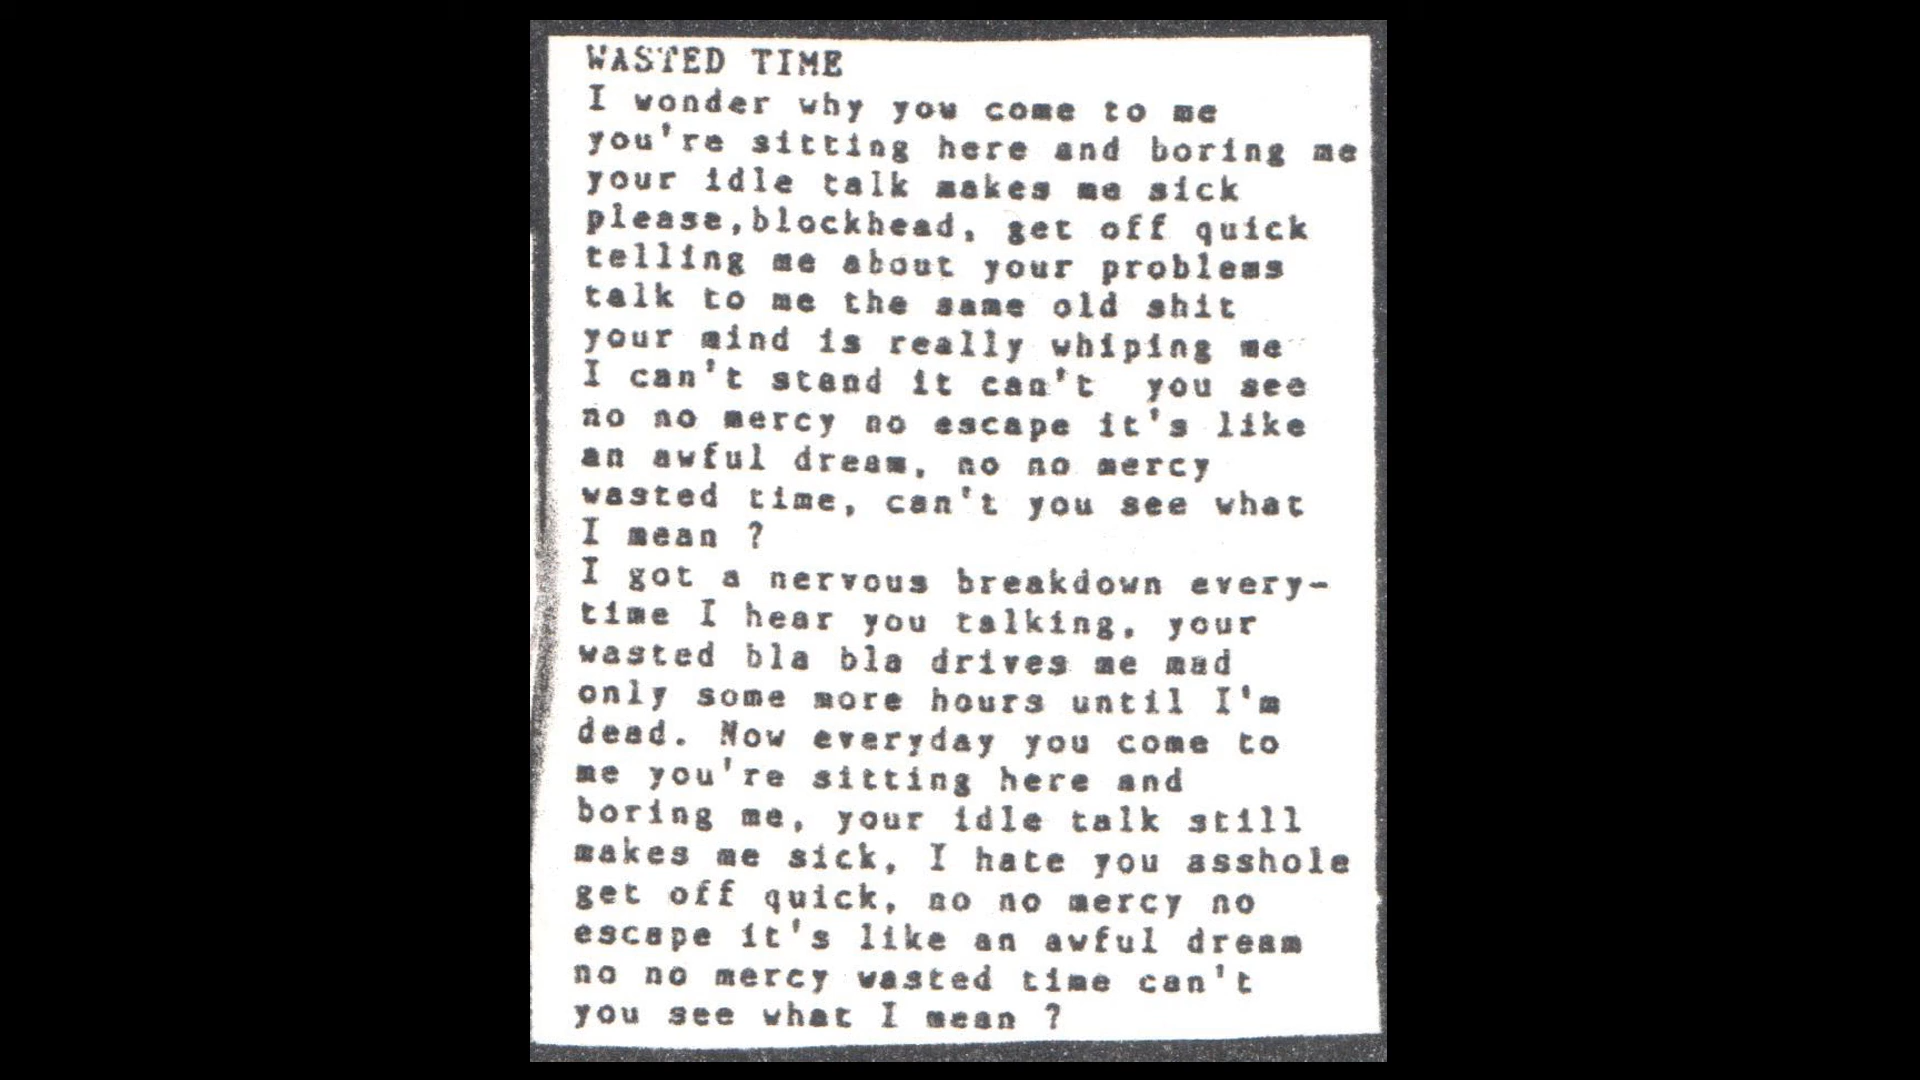 WASTED TIME
I wonder why you come to me
you're sitting here and boring me
your idle talk makes me sick
please,blockhead, get off quick
telling me about your problems
talk to me the same old shit
your mind is really whiping me
I can't stand it can't you see
no no mercy no escape it's like
an awful dream, no no mercy
wasted time, can't you see what
I mean ?
I got a nervous breakdown every-
time I hear you talking, your
wasted bla bla drives me mad
only some more hours until I'm
dead. Now everyday you come to
me you're sitting here and
boring me, your idle talk still
makes me sick, I hate you asshole
get off quick, no no mercy no
escape it's like an awful dream
no no mercy wasted time can't
you see what I mean ?